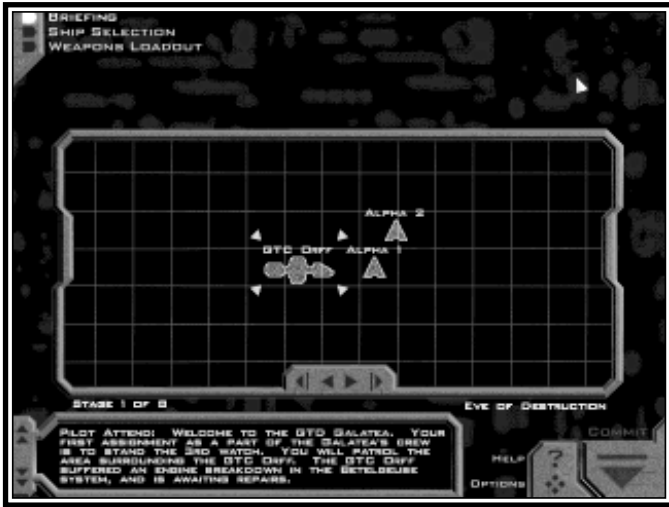 BRIEFING
SHIP SELECTION
WEAPONS LOADOUT
ALPHA 2
GTC ORFF ALPHA 1
STAGE 1 OF 8
EYE OF DESTRUCTION
PILOT ATTEND: WELCOME TO THE GTD GALATEA. YOUR
FIRST ASSIGNMENT AS A PART OF THE GALATEA'S CREW
IS TO STAND THE 3RD WATCH. YOU WILL PATROL THE
AREA SURROUNDING THE GTC ORFF. THE GTC ORFF
SUFFERED AN ENGINE BREAKDOWN IN THE BETELGEUSE
SYSTEM, AND IS AWAITING REPAIRS.
COMMIT
HELP
?
OPTIONS